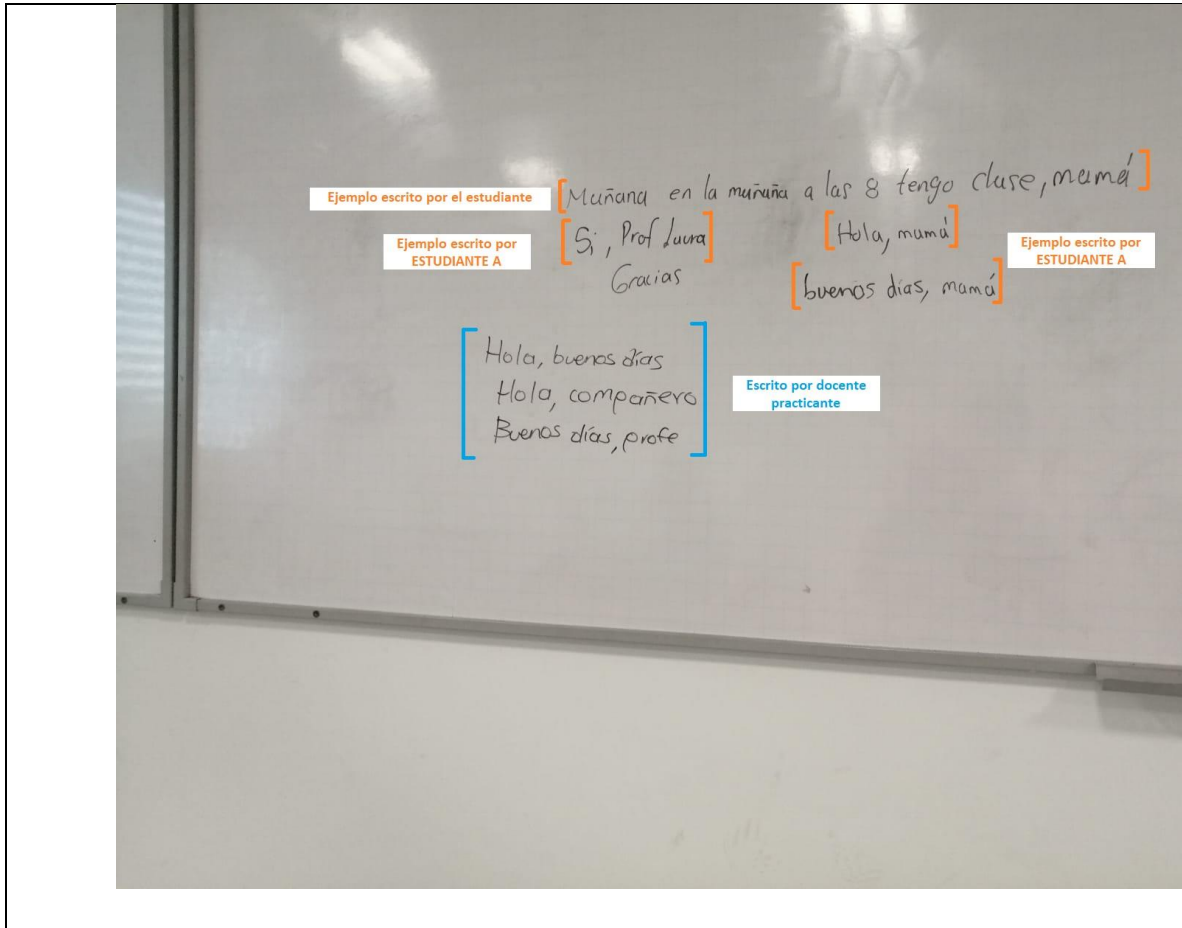 Ejemplo escrito por el estudiante
[Mañana en la mañuña a las 8 tengo clase, mamá]
Ejemplo escrito por
ESTUDIANTE A
[Si, Prof Laura]
Gracias
[Hola, mamá]
[buenos días, mamá]
Ejemplo escrito por
ESTUDIANTE A
Hola, buenos días
Hola, compañero
Buenos días, profe
Escrito por docente
practicante